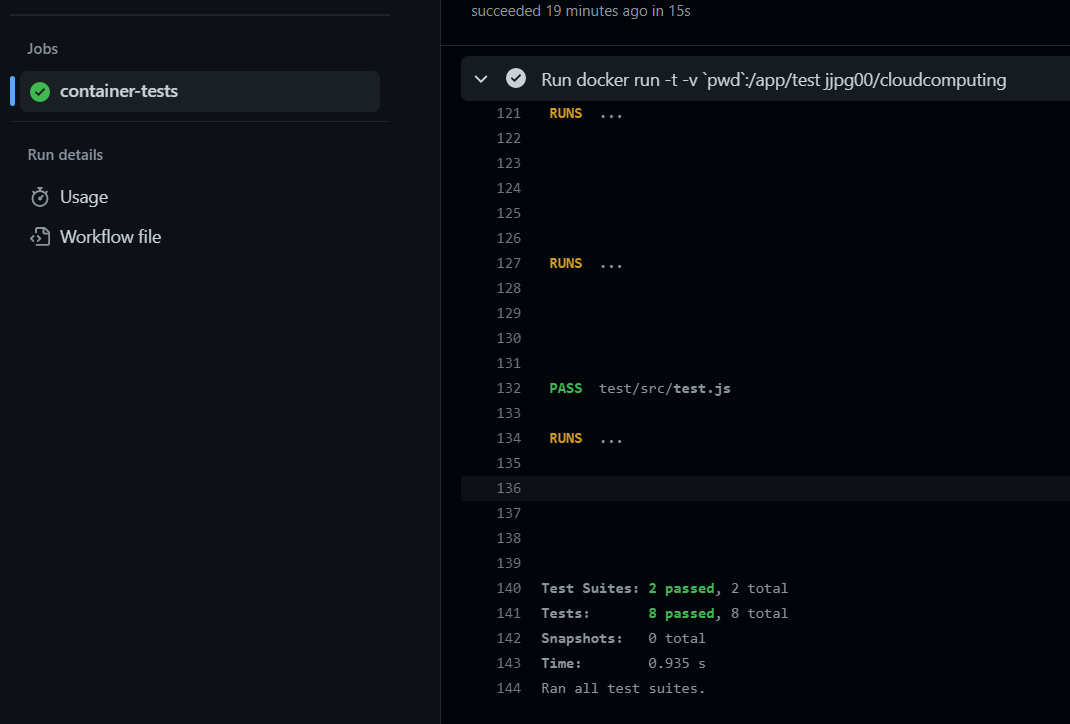 succeeded 19 minutes ago in 15s
Jobs
container-tests
Run details
Usage
Workflow file
Run docker run -t -v `pwd`:/app/test jjpg00/cloudcomputing
121 RUNS ...
122
123
124
125
126
127 RUNS ...
128
129
130
131
132 PASS test/src/test.js
133
134 RUNS ...
135
136
137
138
139
140 Test Suites: 2 passed, 2 total
141 Tests: 8 passed, 8 total
142 Snapshots: 0 total
143 Time: 0.935 s
144 Ran all test suites.